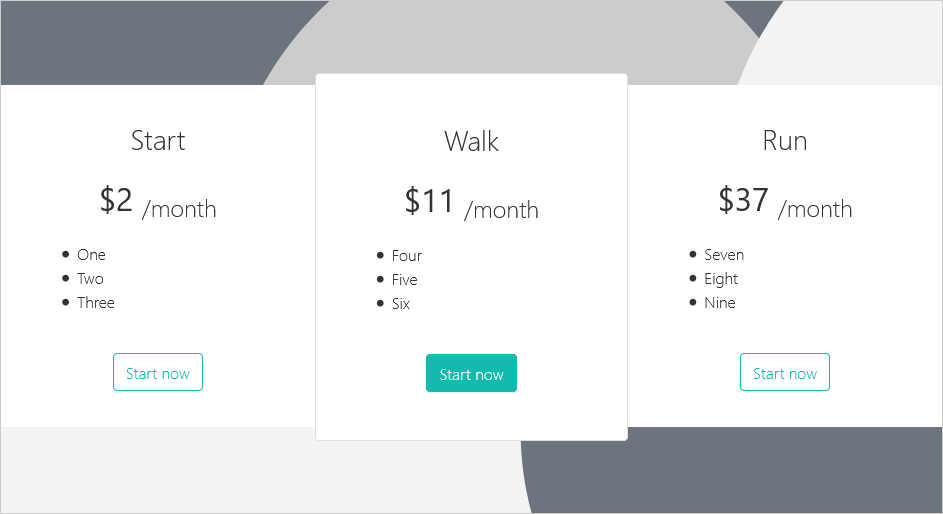 Start
$2 /month
One
Two
Three
Start now
Walk
$11 /month
Four
Five
Six
Start now
Run
$37 /month
Seven
Eight
Nine
Start now